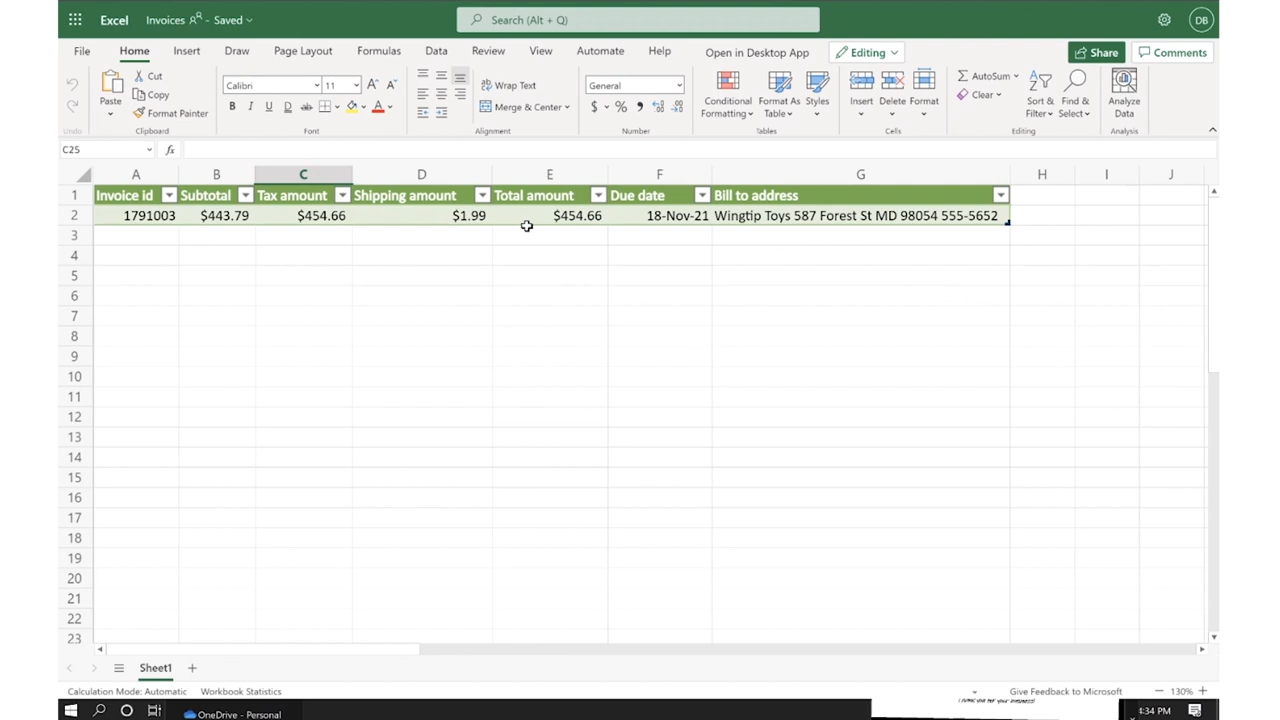 Excel Invoices - Saved Search (Alt + Q) DB
File Home Insert Draw Page Layout Formulas Data Review View Automate Help Open in Desktop App Editing Share Comments
Paste Cut Copy Format Painter
Calibri 11
B I U D ab A
Wrap Text
Merge & Center
General
$ %
Conditional Formatting Format As Table Styles
Insert Delete Format
AutoSum
Clear
Sort & Filter Find & Select
Analyze Data
Undo Clipboard Font Alignment Number Tables Cells Editing Analysis
C25 fx
A B C D E F G H I J
1 Invoice id Subtotal Tax amount Shipping amount Total amount Due date Bill to address
2 1791003 $443.79 $454.66 $1.99 $454.66 18-Nov-21 Wingtip Toys 587 Forest St MD 98054 555-5652
3
4
5
6
7
8
9
10
11
12
13
14
15
16
17
18
19
20
21
22
23
Sheet1
Calculation Mode: Automatic Workbook Statistics Give Feedback to Microsoft 130%
OneDrive - Personal 4:34 PM